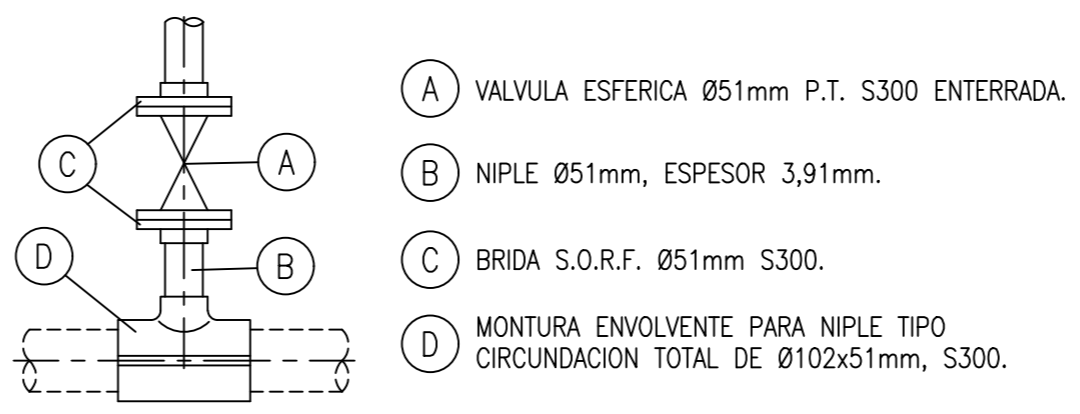 A VALVULA ESFERICA Ø51mm P.T. S300 ENTERRADA.
C A
B NIPLE Ø51mm, ESPESOR 3,91mm.
D B
C BRIDA S.O.R.F. Ø51mm S300.
D MONTURA ENVOLVENTE PARA NIPLE TIPO
CIRCUNDACION TOTAL DE Ø102x51mm, S300.